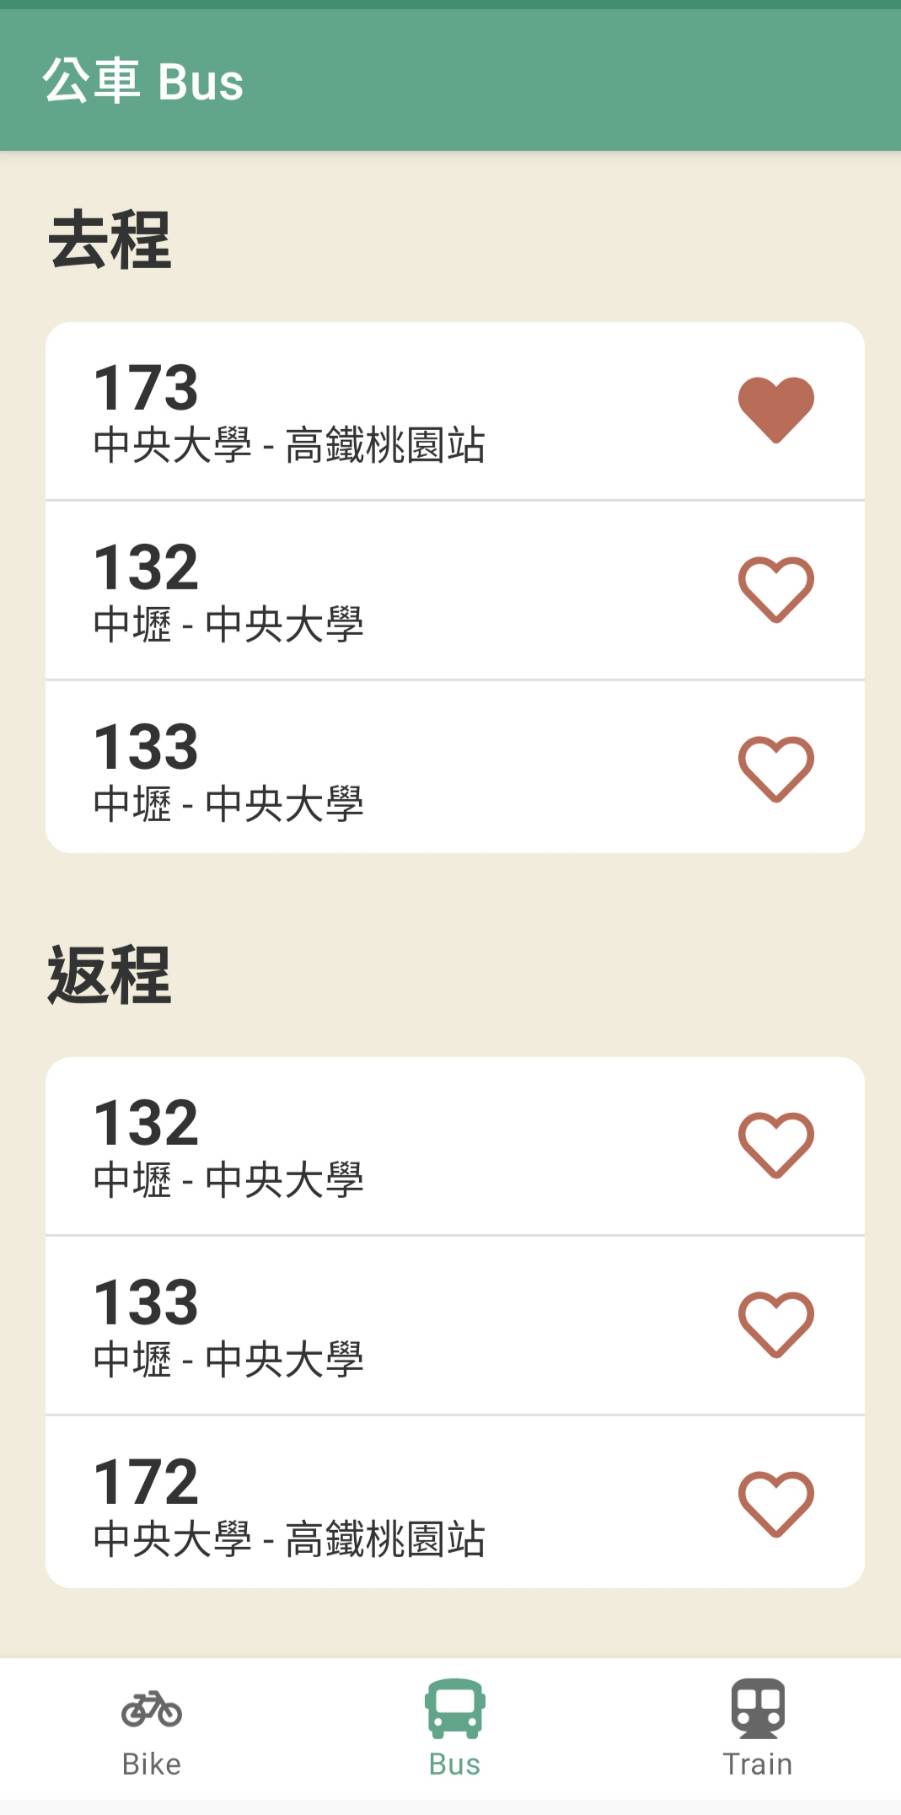 公車 Bus
去程
173
中央大學 - 高鐵桃園站
132
中壢 - 中央大學
133
中壢 - 中央大學
返程
132
中壢 - 中央大學
133
中壢 - 中央大學
172
中央大學 - 高鐵桃園站
Bike
Bus
Train